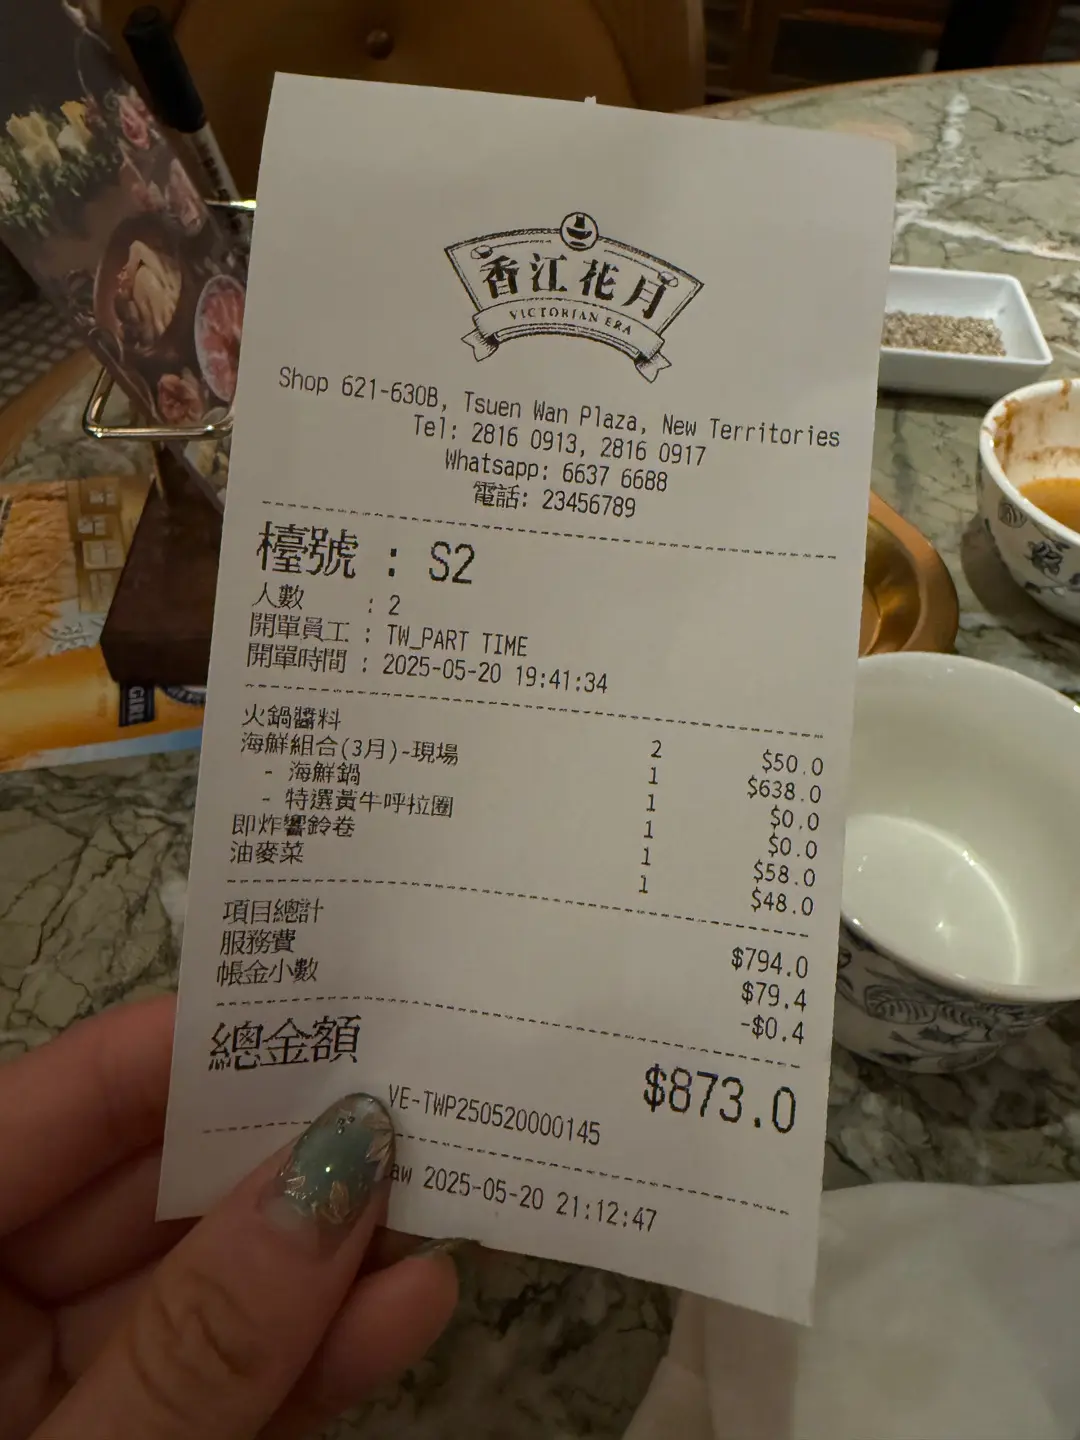 香江花月
VICTORIAN ERA
Shop 621-630B, Tsuen Wan Plaza, New Territories
Tel: 2816 0913, 2816 0917
Whatsapp: 6637 6688
電話: 23456789
檯號 : S2
人數 : 2
開單員工 : TW_PART TIME
開單時間 : 2025-05-20 19:41:34
火鍋醬料 2 $50.0
海鮮組合(3月)-現場 1 $638.0
- 海鮮鍋 1 $0.0
- 特選黃牛呼拉圈 1 $0.0
即炸響鈴卷 1 $58.0
油麥菜 1 $48.0
項目總計 $794.0
服務費 $79.4
帳金小數 -$0.4
總金額 $873.0
VE-TWP250520000145
aw 2025-05-20 21:12:47